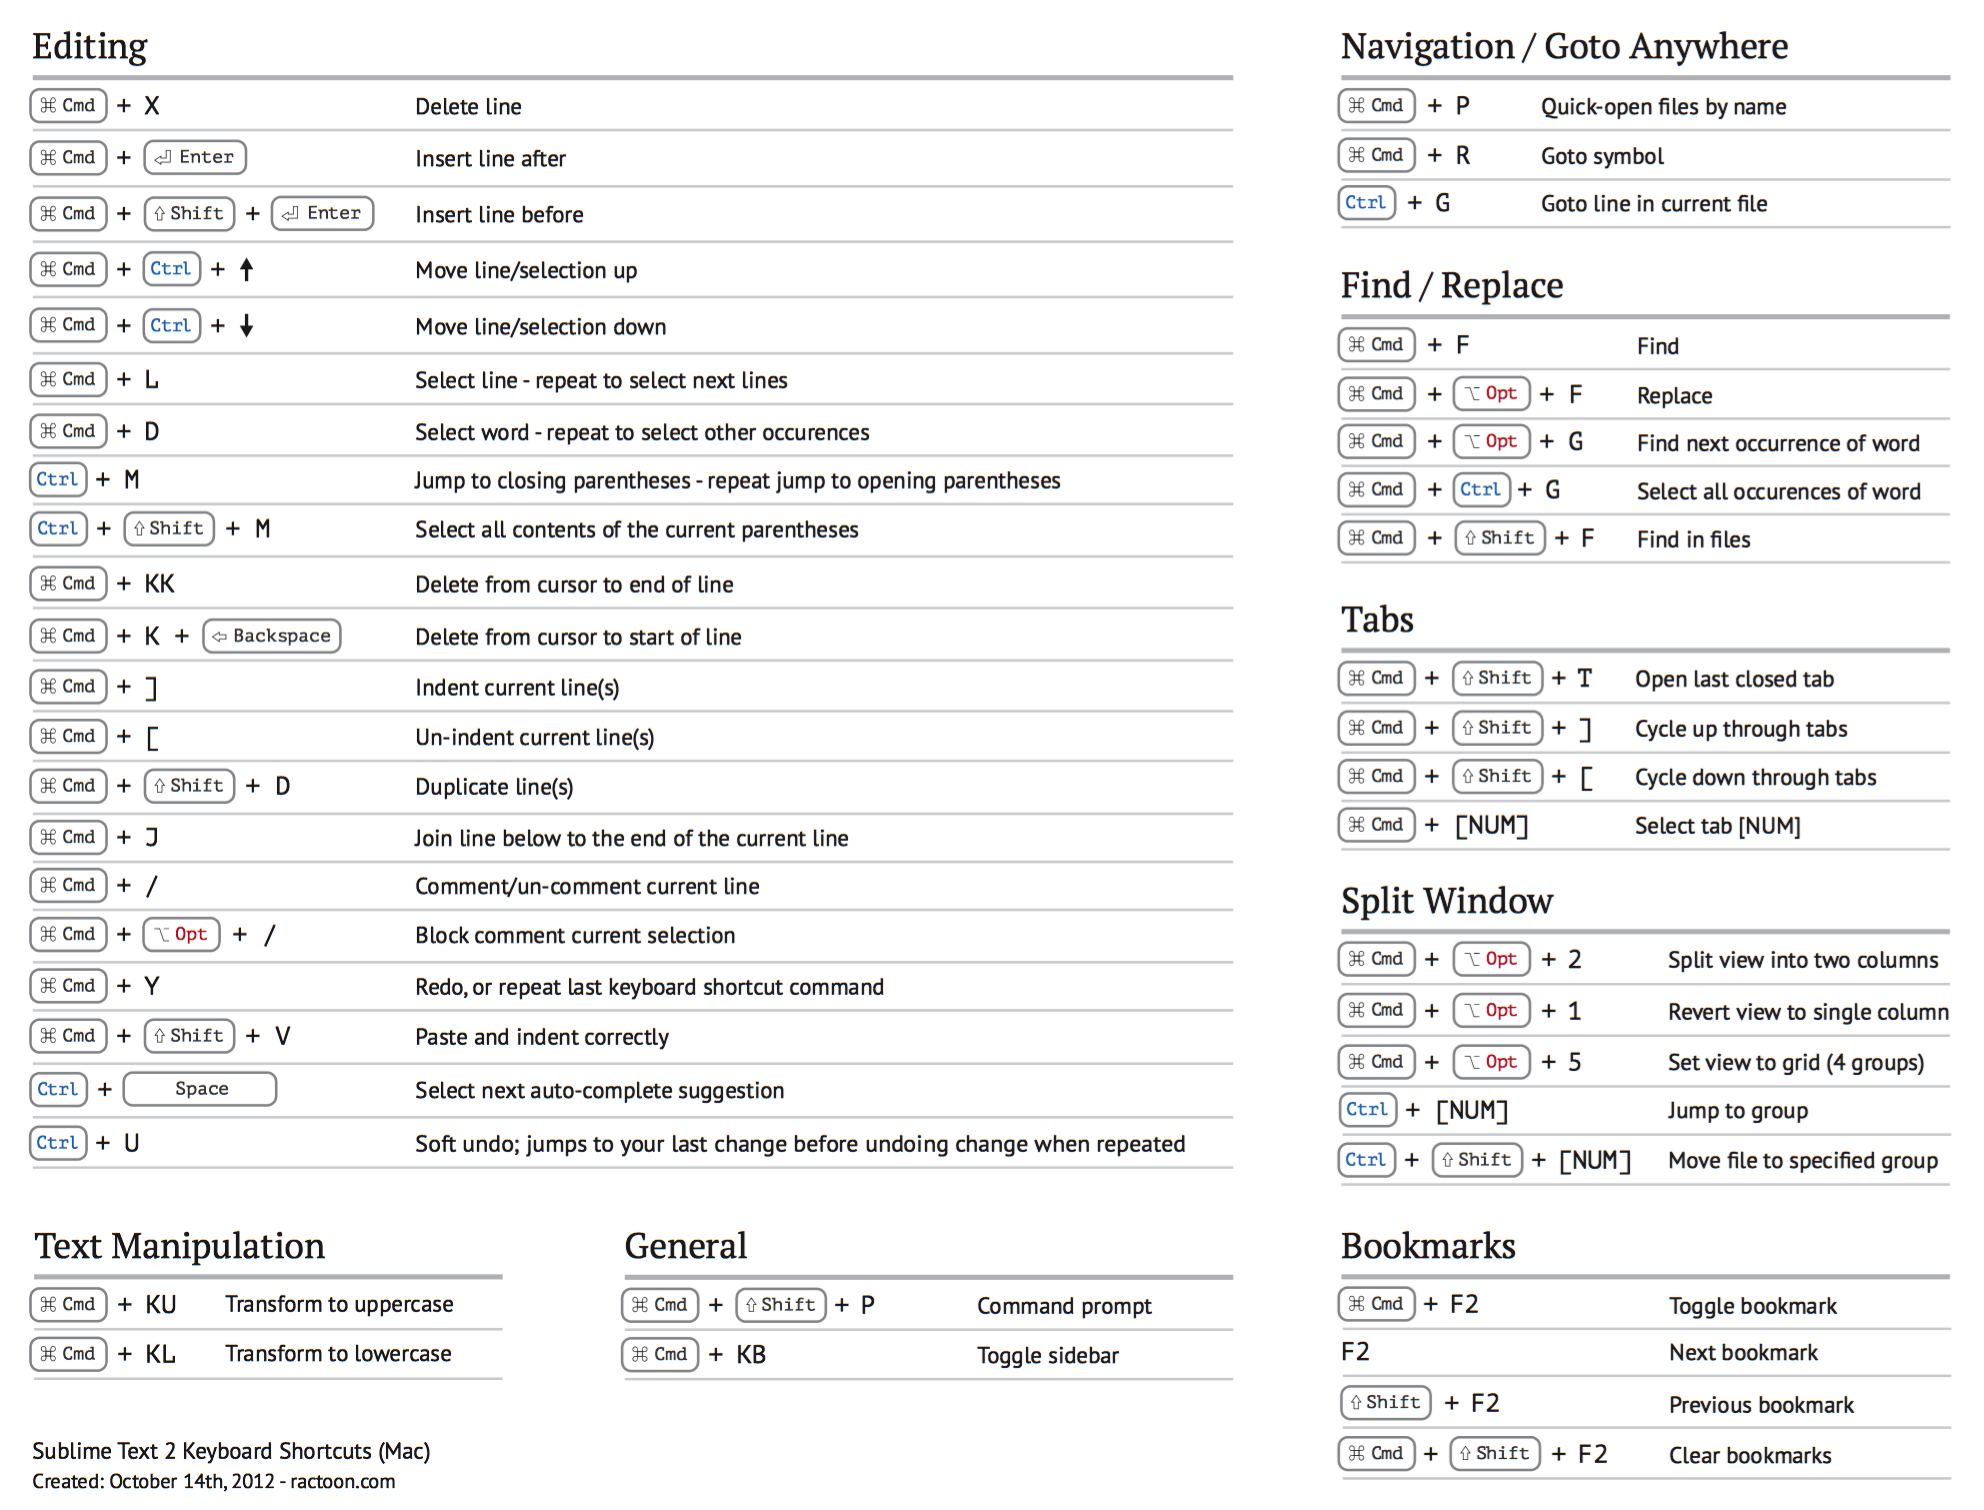 Editing
⌘ Cmd + X Delete line
⌘ Cmd + ⏎ Enter Insert line after
⌘ Cmd + ⇧ Shift + ⏎ Enter Insert line before
⌘ Cmd + Ctrl + ↑ Move line/selection up
⌘ Cmd + Ctrl + ↓ Move line/selection down
⌘ Cmd + L Select line - repeat to select next lines
⌘ Cmd + D Select word - repeat to select other occurences
Ctrl + M Jump to closing parentheses - repeat jump to opening parentheses
Ctrl + ⇧ Shift + M Select all contents of the current parentheses
⌘ Cmd + KK Delete from cursor to end of line
⌘ Cmd + K + ⇦ Backspace Delete from cursor to start of line
⌘ Cmd + ] Indent current line(s)
⌘ Cmd + [ Un-indent current line(s)
⌘ Cmd + ⇧ Shift + D Duplicate line(s)
⌘ Cmd + J Join line below to the end of the current line
⌘ Cmd + / Comment/un-comment current line
⌘ Cmd + ⌥ Opt + / Block comment current selection
⌘ Cmd + Y Redo, or repeat last keyboard shortcut command
⌘ Cmd + ⇧ Shift + V Paste and indent correctly
Ctrl + Space Select next auto-complete suggestion
Ctrl + U Soft undo; jumps to your last change before undoing change when repeated
Text Manipulation
⌘ Cmd + KU Transform to uppercase
⌘ Cmd + KL Transform to lowercase
General
⌘ Cmd + ⇧ Shift + P Command prompt
⌘ Cmd + KB Toggle sidebar
Navigation / Goto Anywhere
⌘ Cmd + P Quick-open files by name
⌘ Cmd + R Goto symbol
Ctrl + G Goto line in current file
Find / Replace
⌘ Cmd + F Find
⌘ Cmd + ⌥ Opt + F Replace
⌘ Cmd + ⌥ Opt + G Find next occurrence of word
⌘ Cmd + Ctrl + G Select all occurences of word
⌘ Cmd + ⇧ Shift + F Find in files
Tabs
⌘ Cmd + ⇧ Shift + T Open last closed tab
⌘ Cmd + ⇧ Shift + ] Cycle up through tabs
⌘ Cmd + ⇧ Shift + [ Cycle down through tabs
⌘ Cmd + [NUM] Select tab [NUM]
Split Window
⌘ Cmd + ⌥ Opt + 2 Split view into two columns
⌘ Cmd + ⌥ Opt + 1 Revert view to single column
⌘ Cmd + ⌥ Opt + 5 Set view to grid (4 groups)
Ctrl + [NUM] Jump to group
Ctrl + ⇧ Shift + [NUM] Move file to specified group
Bookmarks
⌘ Cmd + F2 Toggle bookmark
F2 Next bookmark
⇧ Shift + F2 Previous bookmark
⌘ Cmd + ⇧ Shift + F2 Clear bookmarks
Sublime Text 2 Keyboard Shortcuts (Mac)
Created: October 14th, 2012 - ractoon.com